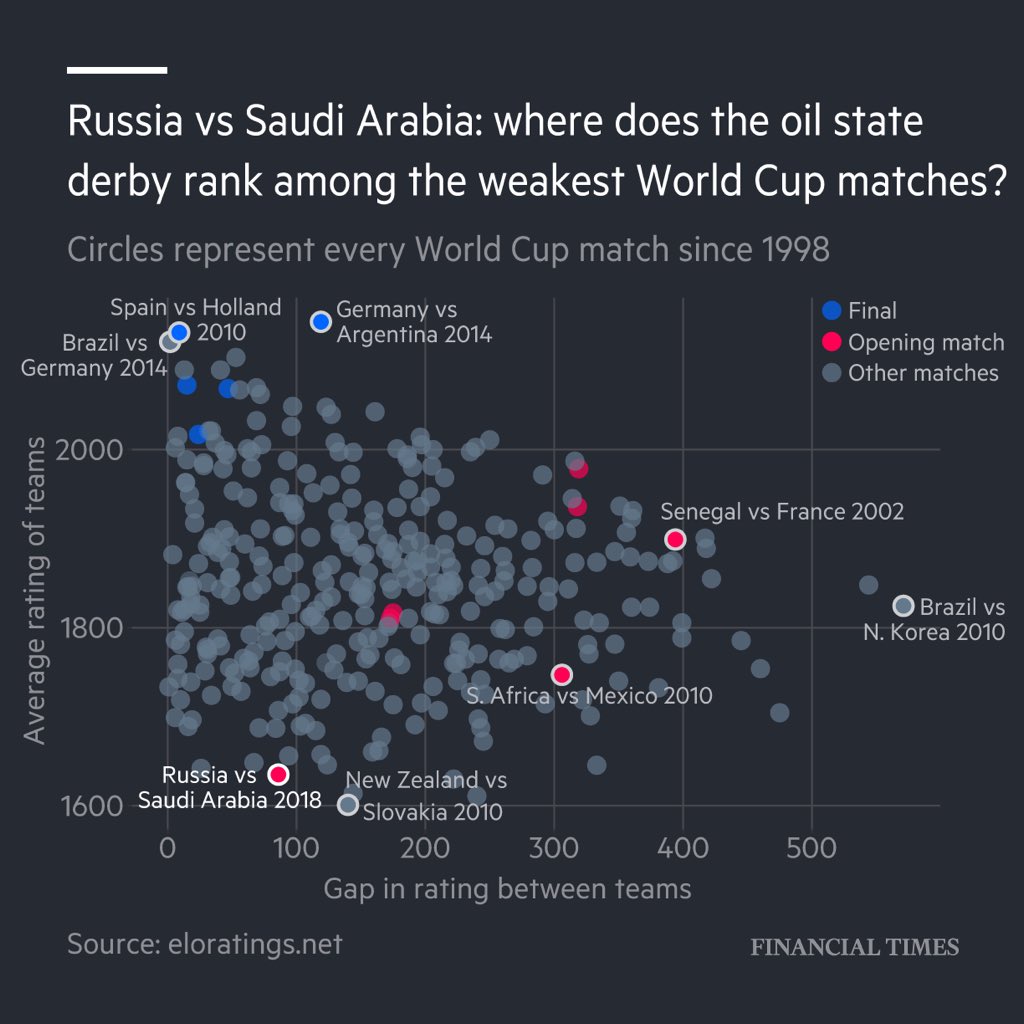 Russia vs Saudi Arabia: where does the oil state
derby rank among the weakest World Cup matches?
Circles represent every World Cup match since 1998
Spain vs Holland
2010
Brazil vs
Germany 2014
Germany vs
Argentina 2014
Final
Opening match
Other matches
Average rating of teams
2000
1800
1600
Senegal vs France 2002
Brazil vs
N. Korea 2010
S. Africa vs Mexico 2010
Russia vs
Saudi Arabia 2018
New Zealand vs
Slovakia 2010
0 100 200 300 400 500
Gap in rating between teams
Source: eloratings.net
FINANCIAL TIMES